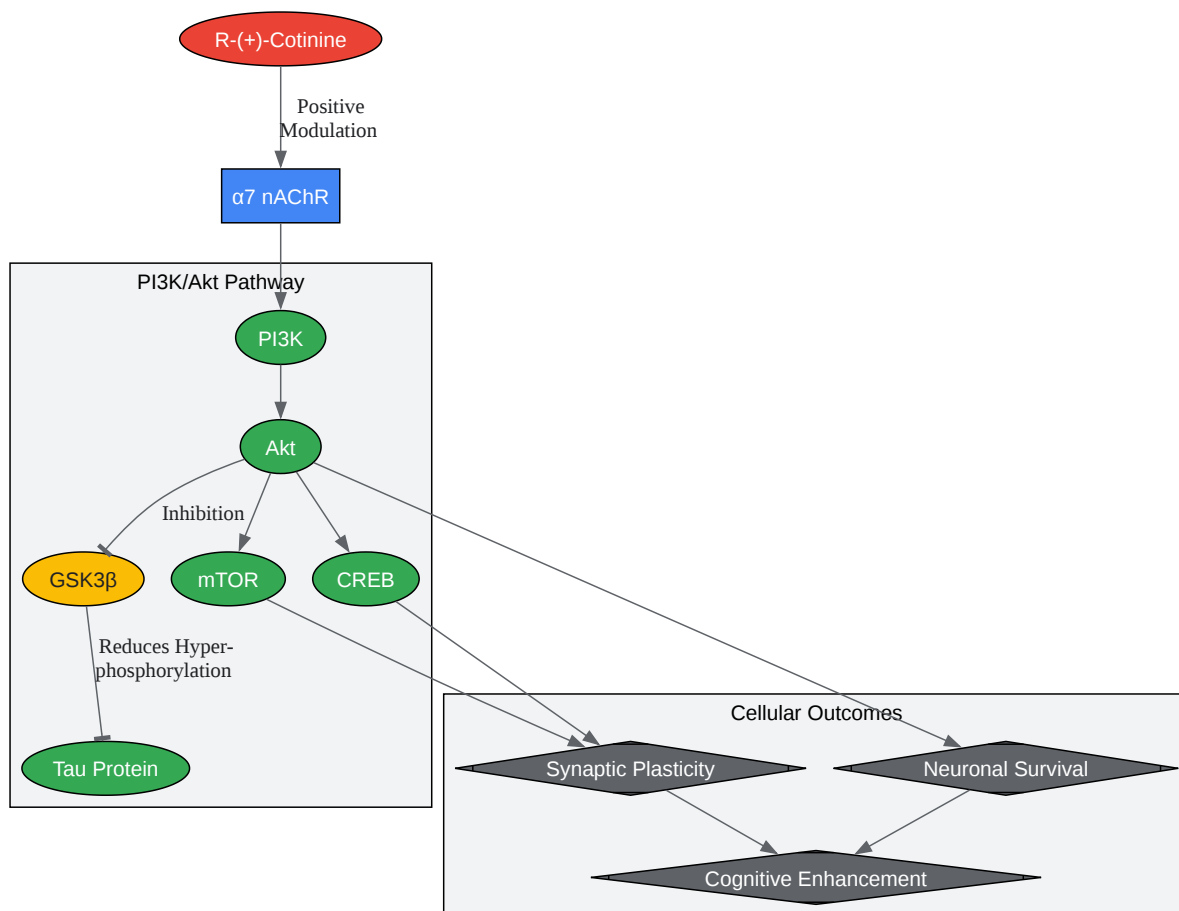 R-(+)-Cotinine
Positive
Modulation
α7 nAChR
PI3K/Akt Pathway
PI3K
Akt
Inhibition
GSK3β
mTOR
CREB
Reduces Hyper-
phosphorylation
Tau Protein
Cellular Outcomes
Synaptic Plasticity
Neuronal Survival
Cognitive Enhancement